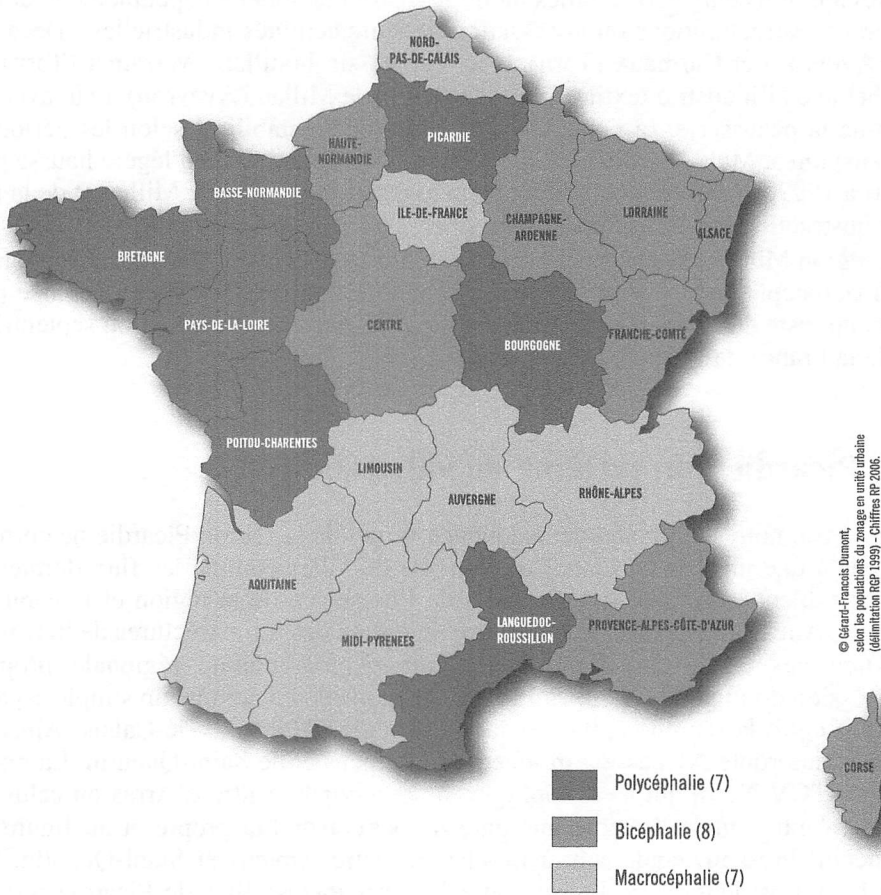 NORD-
PAS-DE-CALAIS
PICARDIE
HAUTE-
NORMANDIE
BASSE-NORMANDIE
ILE-DE-FRANCE
CHAMPAGNE-
ARDENNE
LORRAINE
ALSACE
BRETAGNE
PAYS-DE-LA-LOIRE
CENTRE
BOURGOGNE
FRANCHE-COMTÉ
POITOU-CHARENTES
LIMOUSIN
AUVERGNE
RHÔNE-ALPES
AQUITAINE
MIDI-PYRENEES
LANGUEDOC-
ROUSSILLON
PROVENCE-ALPES-CÔTE-D'AZUR
CORSE
© Gérard-François Dumont,
selon les populations du zonage en unité urbaine
(délimitation RGP 1999) – Chiffres RP 2006.
Polycéphalie (7)
Bicéphalie (8)
Macrocéphalie (7)